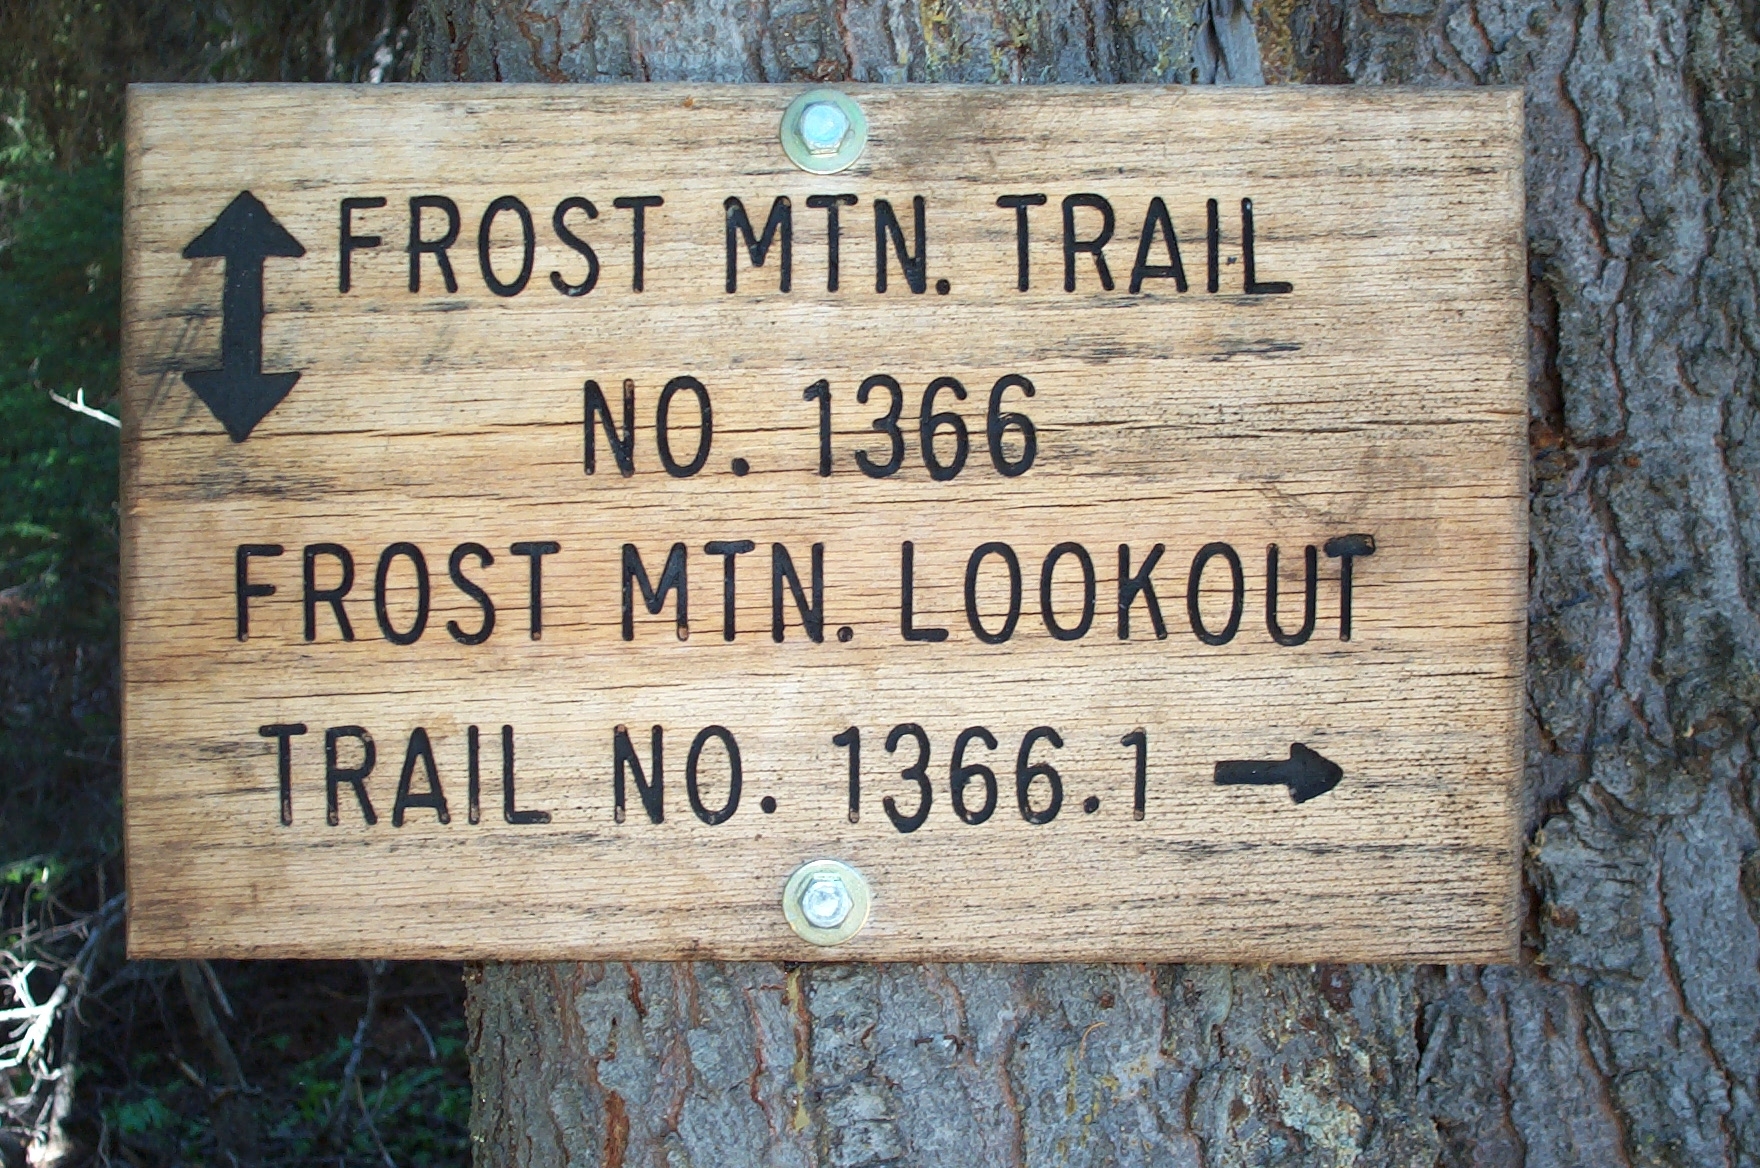 FROST MTN. TRAIL
NO. 1366
FROST MTN. LOOKOUT
TRAIL NO. 1366.1